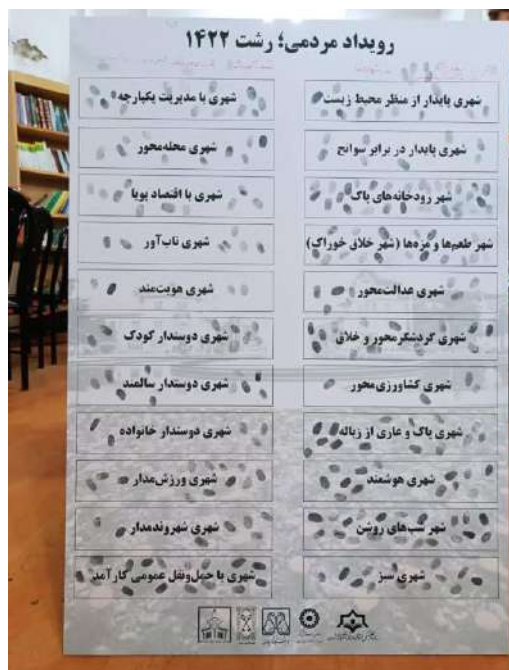 رویداد مردمی؛ رشت ۱۴۲۲
شهری پایدار از منظر محیط زیست
شهری پایدار در برابر سوانح
شهر رودخانه‌های پاک
شهر طعم‌ها و مزه‌ها (شهر خلاق خوراک)
شهری عدالت‌محور
شهری گردشگرمحور و خلاق
شهری کشاورزی‌محور
شهری پاک و عاری از زباله
شهری هوشمند
شهر شب‌های روشن
شهری سبز
شهری با مدیریت یکپارچه
شهری محله‌محور
شهری با اقتصاد پویا
شهری تاب‌آور
شهری هویت‌مند
شهری دوستدار کودک
شهری دوستدار سالمند
شهری دوستدار خانواده
شهری ورزش‌مدار
شهری شهروندمدار
شهری با حمل‌ونقل عمومی کارآمد